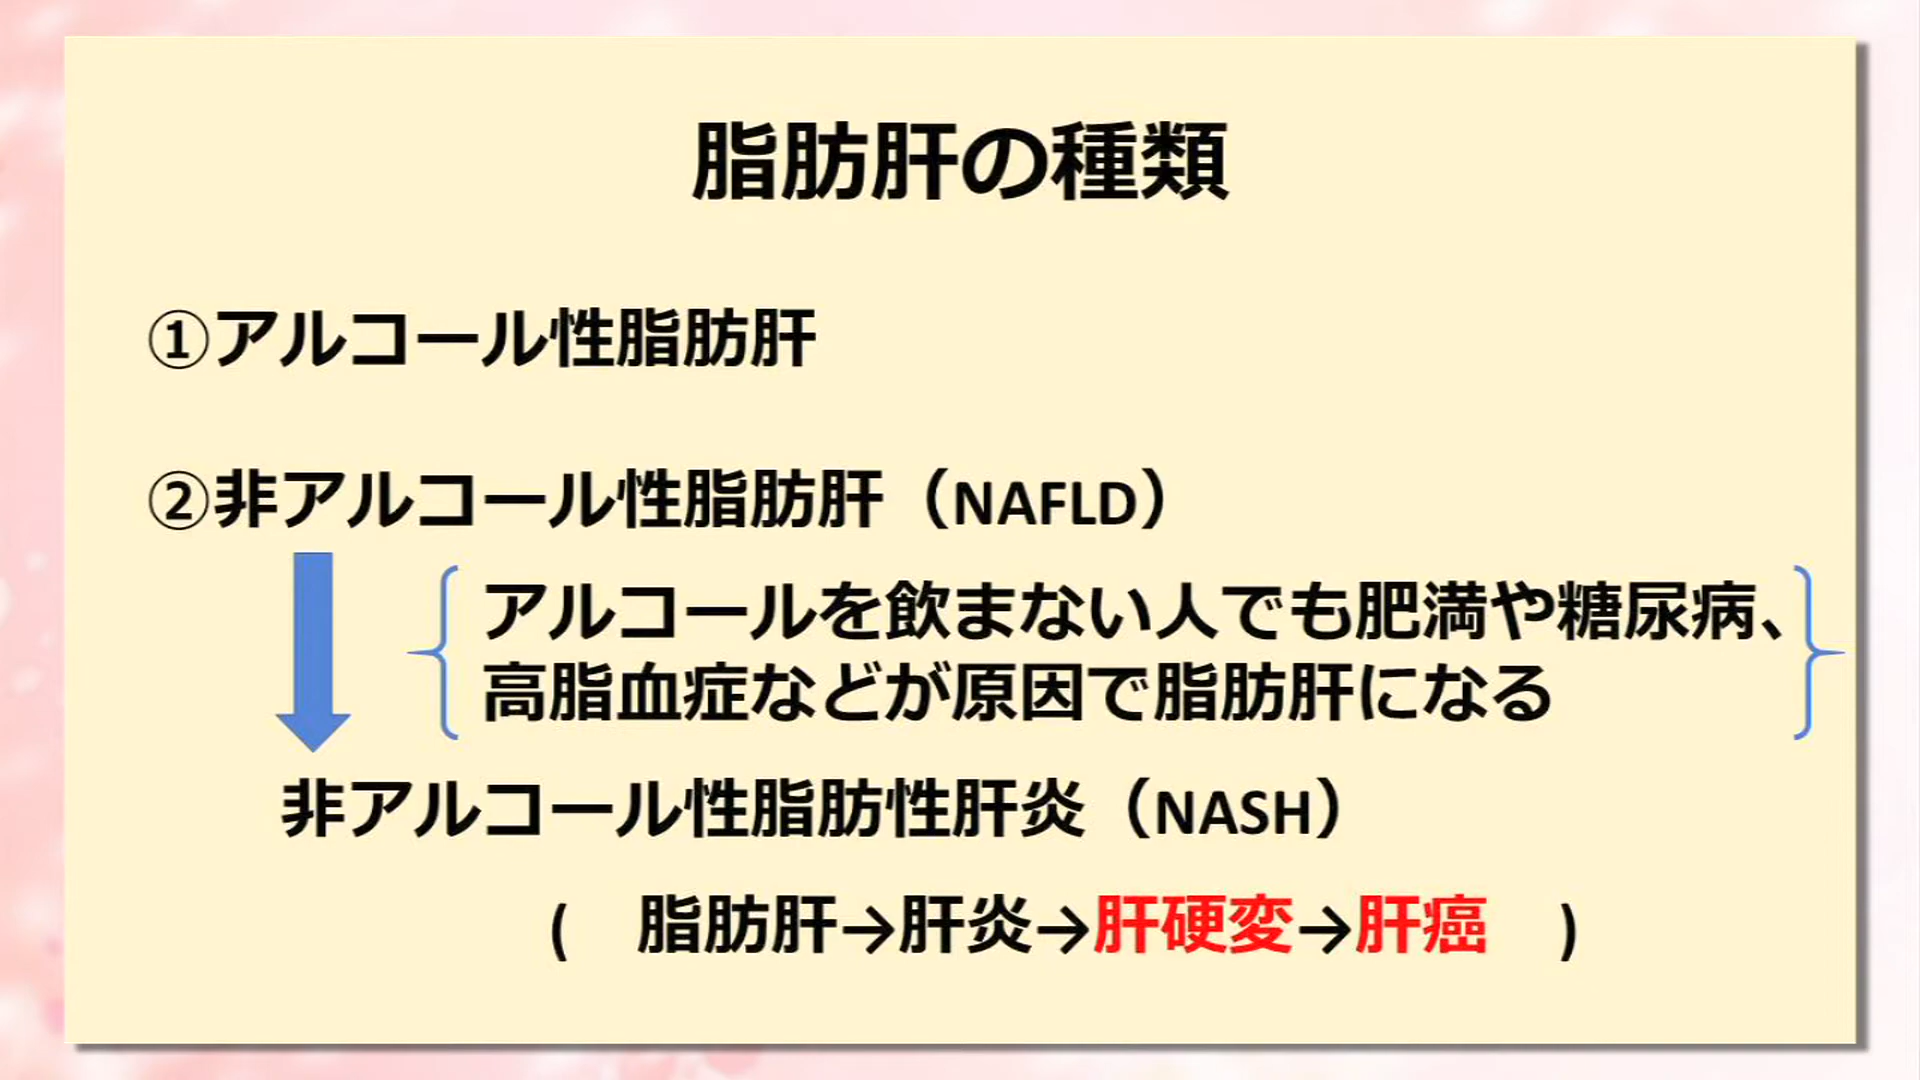 脂肪肝の種類
①アルコール性脂肪肝
②非アルコール性脂肪肝（NAFLD）
アルコールを飲まない人でも肥満や糖尿病、
高脂血症などが原因で脂肪肝になる
非アルコール性脂肪性肝炎（NASH）
(　脂肪肝→肝炎→肝硬変→肝癌　)